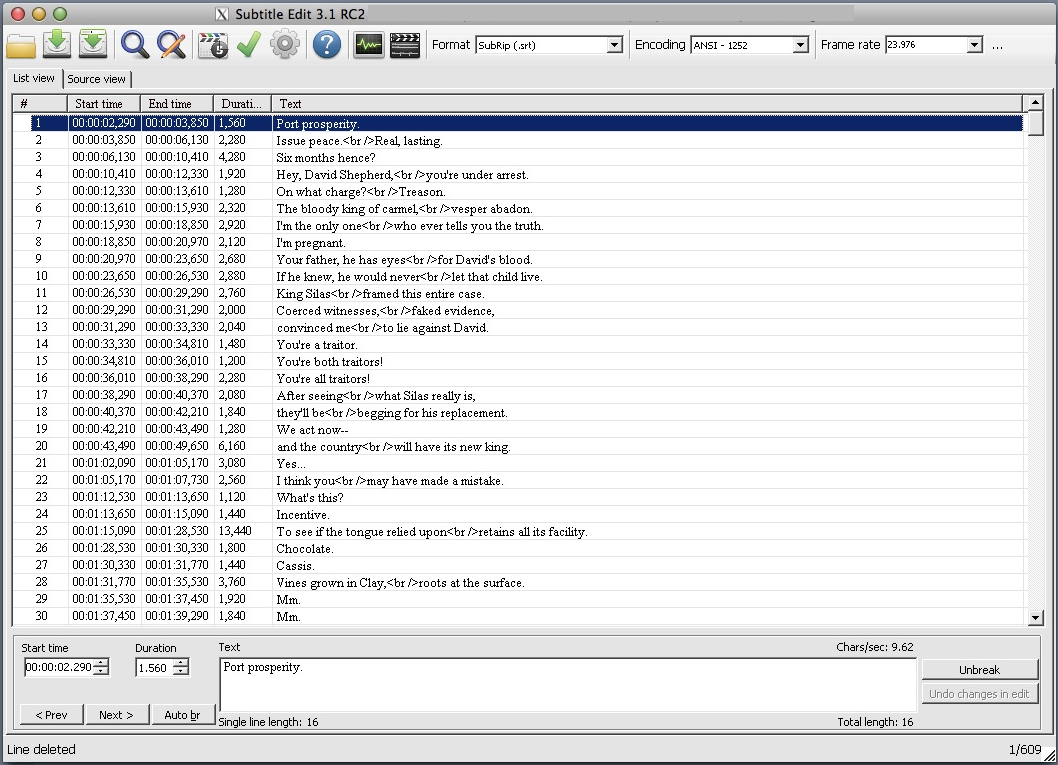 X Subtitle Edit 3.1 RC2
Format SubRip (.srt) Encoding ANSI - 1252 Frame rate 23.976 ...
List view Source view
# Start time End time Durati... Text
1 00:00:02,290 00:00:03,850 1,560 Port prosperity.
2 00:00:03,850 00:00:06,130 2,280 Issue peace.<br />Real, lasting.
3 00:00:06,130 00:00:10,410 4,280 Six months hence?
4 00:00:10,410 00:00:12,330 1,920 Hey, David Shepherd,<br />you're under arrest.
5 00:00:12,330 00:00:13,610 1,280 On what charge?<br />Treason.
6 00:00:13,610 00:00:15,930 2,320 The bloody king of carmel,<br />vesper abadon.
7 00:00:15,930 00:00:18,850 2,920 I'm the only one<br />who ever tells you the truth.
8 00:00:18,850 00:00:20,970 2,120 I'm pregnant.
9 00:00:20,970 00:00:23,650 2,680 Your father, he has eyes<br />for David's blood.
10 00:00:23,650 00:00:26,530 2,880 If he knew, he would never<br />let that child live.
11 00:00:26,530 00:00:29,290 2,760 King Silas<br />framed this entire case.
12 00:00:29,290 00:00:31,290 2,000 Coerced witnesses,<br />faked evidence,
13 00:00:31,290 00:00:33,330 2,040 convinced me<br />to lie against David.
14 00:00:33,330 00:00:34,810 1,480 You're a traitor.
15 00:00:34,810 00:00:36,010 1,200 You're both traitors!
16 00:00:36,010 00:00:38,290 2,280 You're all traitors!
17 00:00:38,290 00:00:40,370 2,080 After seeing<br />what Silas really is,
18 00:00:40,370 00:00:42,210 1,840 they'll be<br />begging for his replacement.
19 00:00:42,210 00:00:43,490 1,280 We act now--
20 00:00:43,490 00:00:49,650 6,160 and the country<br />will have its new king.
21 00:01:02,090 00:01:05,170 3,080 Yes...
22 00:01:05,170 00:01:07,730 2,560 I think you<br />may have made a mistake.
23 00:01:12,530 00:01:13,650 1,120 What's this?
24 00:01:13,650 00:01:15,090 1,440 Incentive.
25 00:01:15,090 00:01:28,530 13,440 To see if the tongue relied upon<br />retains all its facility.
26 00:01:28,530 00:01:30,330 1,800 Chocolate.
27 00:01:30,330 00:01:31,770 1,440 Cassis.
28 00:01:31,770 00:01:35,530 3,760 Vines grown in Clay,<br />roots at the surface.
29 00:01:35,530 00:01:37,450 1,920 Mm.
30 00:01:37,450 00:01:39,290 1,840 Mm.
Start time Duration Text Chars/sec: 9.62
00:00:02.290 1.560 Port prosperity.
Unbreak
Undo changes in edit
< Prev Next > Auto br Single line length: 16 Total length: 16
Line deleted 1/609